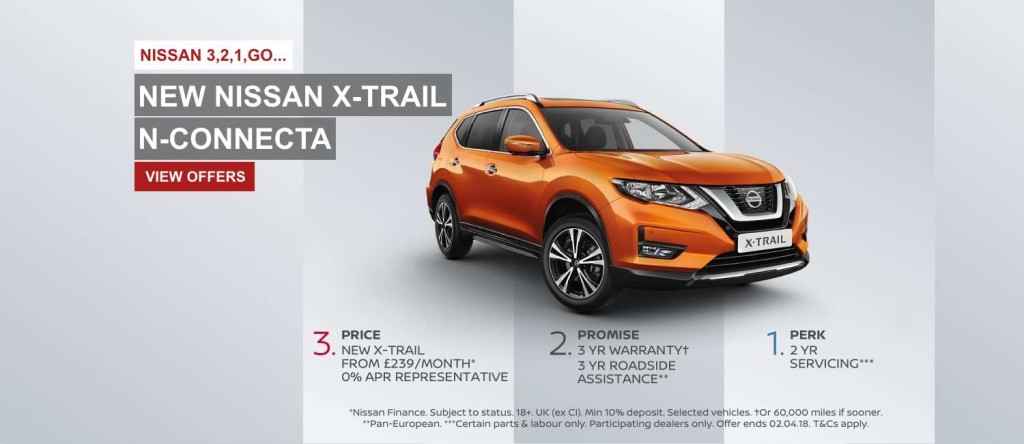 NISSAN 3,2,1,GO...
NEW NISSAN X-TRAIL
N-CONNECTA
VIEW OFFERS
X-TRAIL
3. PRICE
NEW X-TRAIL
FROM £239/MONTH*
0% APR REPRESENTATIVE
2. PROMISE
3 YR WARRANTY†
3 YR ROADSIDE
ASSISTANCE**
1. PERK
2 YR
SERVICING***
*Nissan Finance. Subject to status. 18+. UK (ex CI). Min 10% deposit. Selected vehicles. †Or 60,000 miles if sooner.
**Pan-European. ***Certain parts & labour only. Participating dealers only. Offer ends 02.04.18. T&Cs apply.